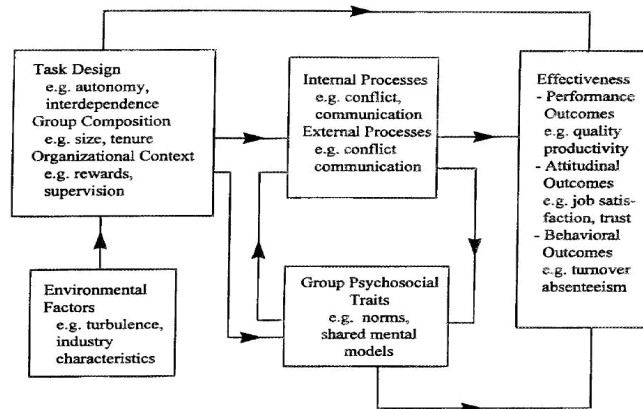 Task Design
e.g. autonomy,
interdependence
Group Composition
e.g. size, tenure
Organizational Context
e.g. rewards,
supervision
Internal Processes
e.g. conflict,
communication
External Processes
e.g. conflict
communication
Effectiveness
- Performance
Outcomes
e.g. quality
productivity
- Attitudinal
Outcomes
e.g. job satis-
faction, trust
- Behavioral
Outcomes
e.g. turnover
absenteeism
Environmental
Factors
e.g. turbulence,
industry
characteristics
Group Psychosocial
Traits
e.g. norms,
shared mental
models